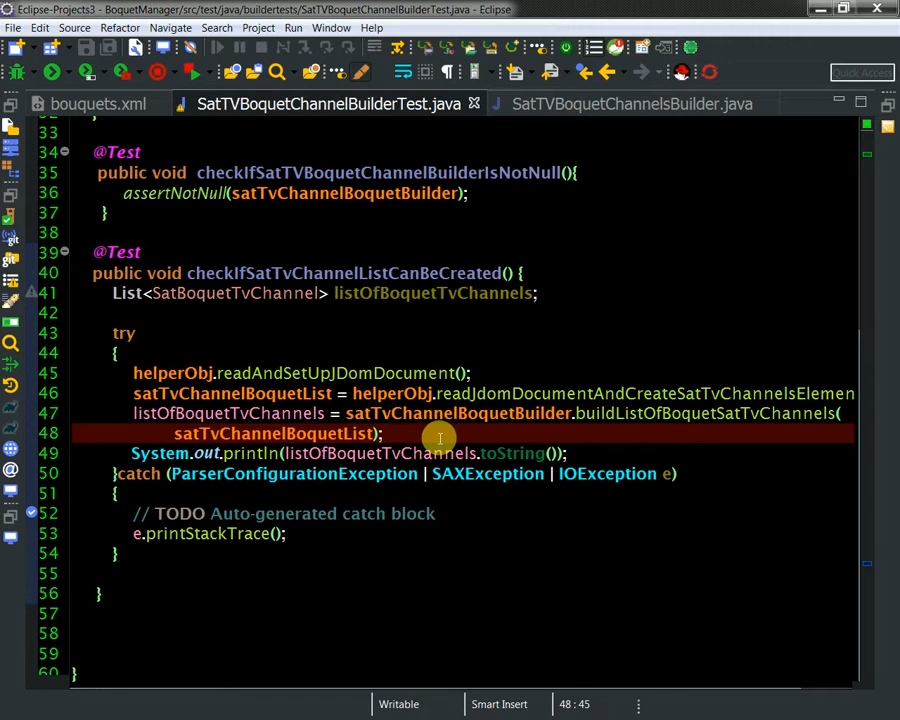 Eclipse-Projects3 - BoquetManager/src/test/java/buildertests/SatTVBoquetChannelBuilderTest.java - Eclipse
File Edit Source Refactor Navigate Search Project Run Window Help
Quick Access
bouquets.xml SatTVBoquetChannelBuilderTest.java SatTVBoquetChannelsBuilder.java
32 }
33
34 @Test
35 public void checkIfSatTVBoquetChannelBuilderIsNotNull(){
36 assertNotNull(satTvChannelBoquetBuilder);
37 }
38
39 @Test
40 public void checkIfSatTvChannelListCanBeCreated() {
41 List<SatBoquetTvChannel> listOfBoquetTvChannels;
42
43 try
44 {
45 helperObj.readAndSetUpJDomDocument();
46 satTvChannelBoquetList = helperObj.readJdomDocumentAndCreateSatTvChannelsElemen
47 listOfBoquetTvChannels = satTvChannelBoquetBuilder.buildListOfBoquetSatTvChannels(
48 satTvChannelBoquetList);
49 System.out.println(listOfBoquetTvChannels.toString());
50 }catch (ParserConfigurationException | SAXException | IOException e)
51 {
52 // TODO Auto-generated catch block
53 e.printStackTrace();
54 }
55
56 }
57
58
59
60 }
Writable Smart Insert 48 : 45